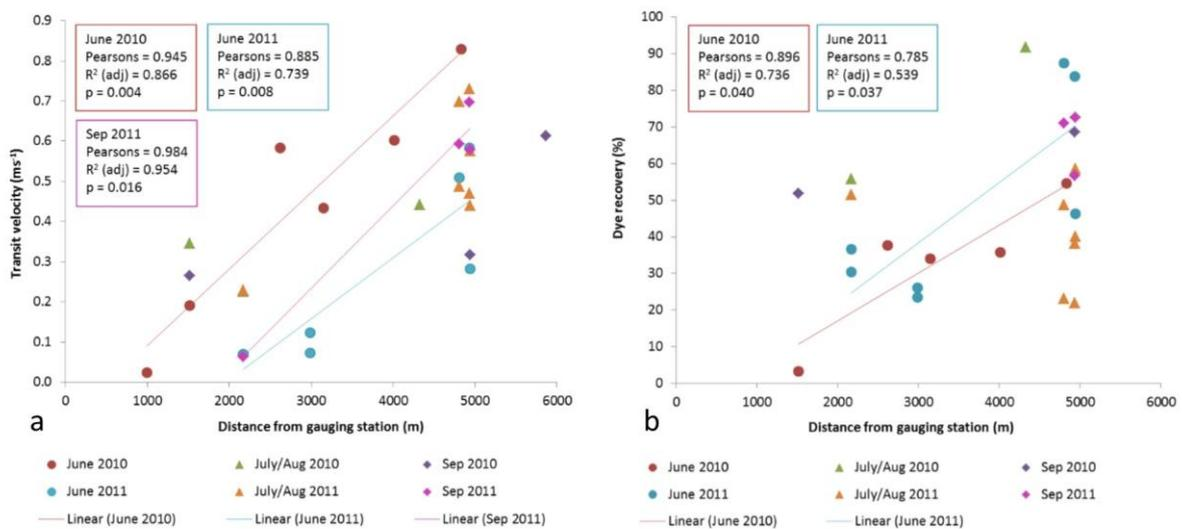 June 2010
Pearsons = 0.945
R² (adj) = 0.866
p = 0.004
June 2011
Pearsons = 0.885
R² (adj) = 0.739
p = 0.008
Sep 2011
Pearsons = 0.984
R² (adj) = 0.954
p = 0.016
Transit velocity (ms⁻¹)
0.9
0.8
0.7
0.6
0.5
0.4
0.3
0.2
0.1
0.0
0 1000 2000 3000 4000 5000 6000
a
Distance from gauging station (m)
June 2010 July/Aug 2010 Sep 2010
June 2011 July/Aug 2011 Sep 2011
Linear (June 2010) Linear (June 2011) Linear (Sep 2011)
June 2010
Pearsons = 0.896
R² (adj) = 0.736
p = 0.040
June 2011
Pearsons = 0.785
R² (adj) = 0.539
p = 0.037
Dye recovery (%)
100
90
80
70
60
50
40
30
20
10
0
0 1000 2000 3000 4000 5000 6000
b
Distance from gauging station (m)
June 2010 July/Aug 2010 Sep 2010
June 2011 July/Aug 2011 Sep 2011
Linear (June 2010) Linear (June 2011)